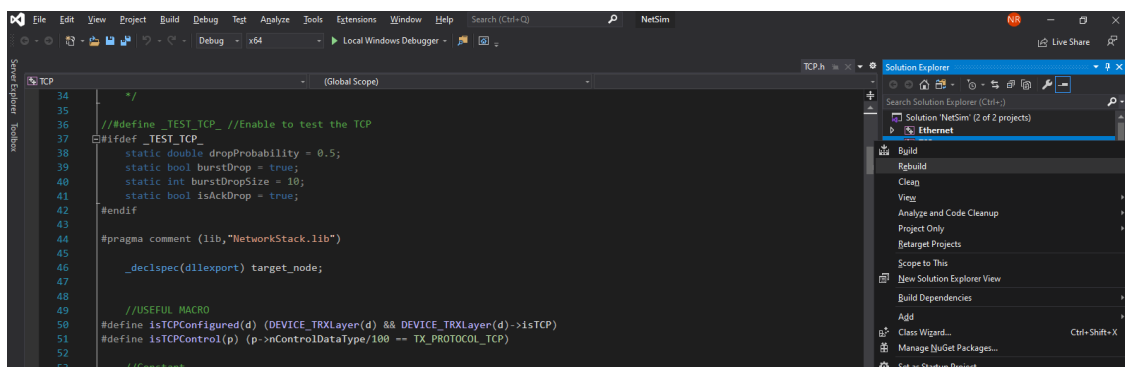 File Edit View Project Build Debug Test Analyze Tools Extensions Window Help Search (Ctrl+Q) NetSim NR
Debug x64 Local Windows Debugger Live Share
Server Explorer
Toolbox
TCP.h
TCP (Global Scope)
34 */
35
36 //#define _TEST_TCP_ //Enable to test the TCP
37 #ifdef _TEST_TCP_
38 static double dropProbability = 0.5;
39 static bool burstDrop = true;
40 static int burstDropSize = 10;
41 static bool isAckDrop = true;
42 #endif
43
44 #pragma comment (lib,"NetworkStack.lib")
45
46 _declspec(dllexport) target_node;
47
48
49 //USEFUL MACRO
50 #define isTCPConfigured(d) (DEVICE_TRXLayer(d) && DEVICE_TRXLayer(d)->isTCP)
51 #define isTCPControl(p) (p->nControlDataType/100 == TX_PROTOCOL_TCP)
52
53 //Constant
Solution Explorer
Search Solution Explorer (Ctrl+;)
Solution 'NetSim' (2 of 2 projects)
Ethernet
Build
Rebuild
Clean
View
Analyze and Code Cleanup
Project Only
Retarget Projects
Scope to This
New Solution Explorer View
Build Dependencies
Add
Class Wizard... Ctrl+Shift+X
Manage NuGet Packages...
Set as Startup Project